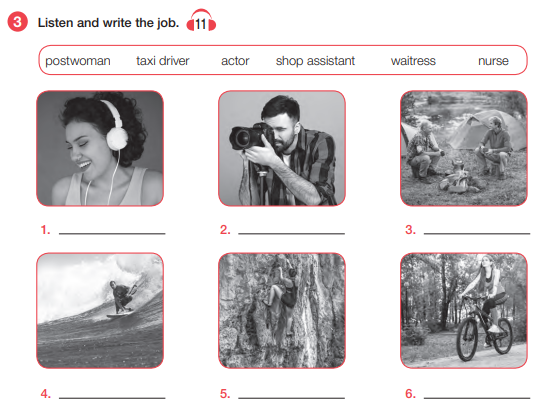 3 Listen and write the job. 11
postwoman taxi driver actor shop assistant waitress nurse
1. 2. 3.
4. 5. 6.